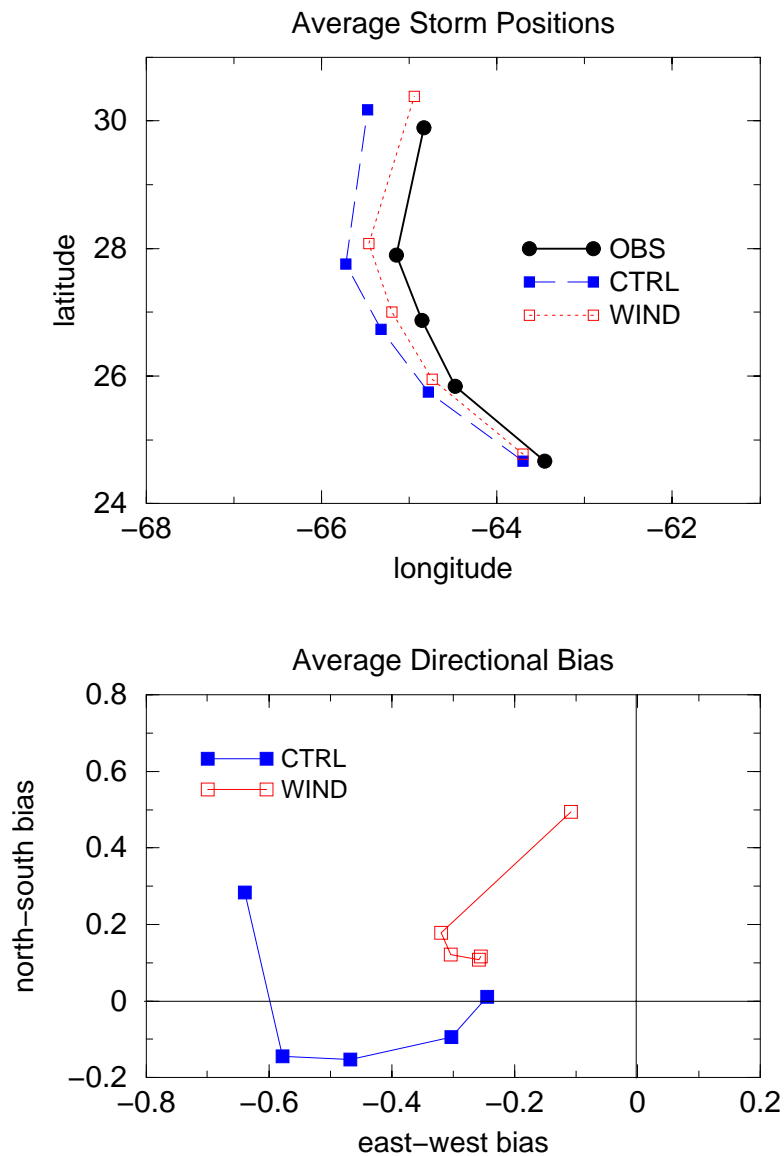 Average Storm Positions
30
28
26
24
latitude
OBS
CTRL
WIND
−68
−66
−64
−62
longitude
Average Directional Bias
0.8
0.6
0.4
0.2
0
−0.2
north−south bias
CTRL
WIND
−0.8
−0.6
−0.4
−0.2
0
0.2
east−west bias